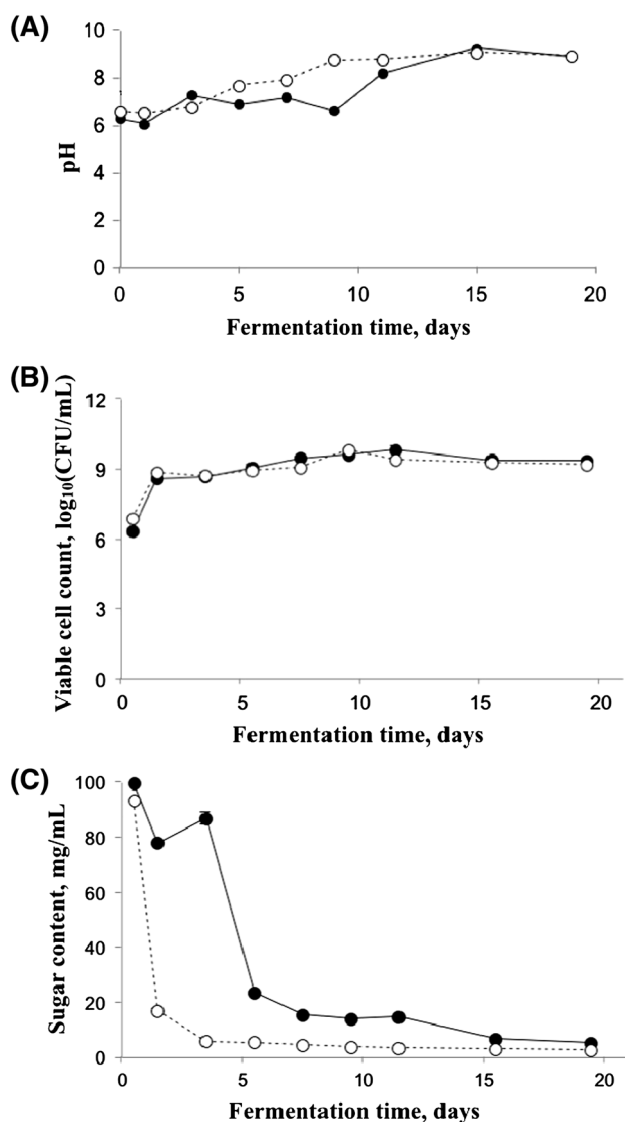 (A)
10
8
6
4
2
0
pH
0 5 10 15 20
Fermentation time, days
(B)
12
9
6
3
0
Viable cell count, log₁₀(CFU/mL)
0 5 10 15 20
Fermentation time, days
(C)
100
80
60
40
20
0
Sugar content, mg/mL
0 5 10 15 20
Fermentation time, days